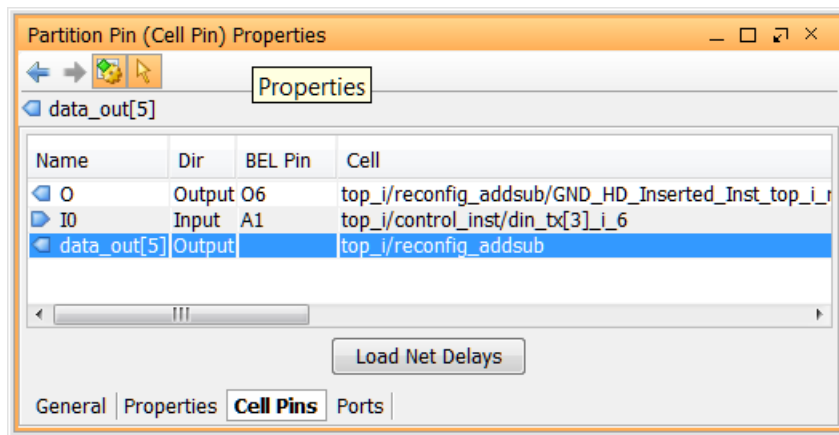 Partition Pin (Cell Pin) Properties
Properties
data_out[5]
Name Dir BEL Pin Cell
O Output O6 top_i/reconfig_addsub/GND_HD_Inserted_Inst_top_i_r
I0 Input A1 top_i/control_inst/din_tx[3]_i_6
data_out[5] Output top_i/reconfig_addsub
Load Net Delays
General Properties Cell Pins Ports